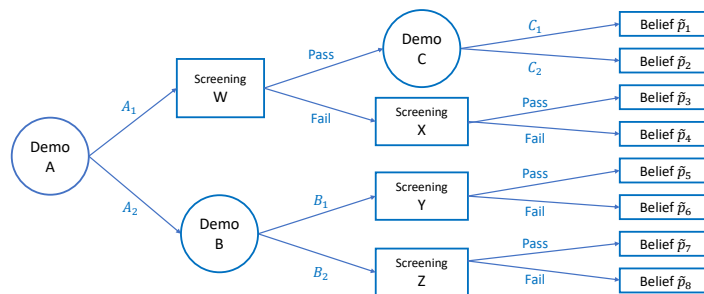 Demo
A
A₁
A₂
Screening
W
Pass
Fail
Demo
B
B₁
B₂
Demo
C
C₁
C₂
Screening
X
Pass
Fail
Screening
Y
Pass
Fail
Screening
Z
Pass
Fail
Belief p̃₁
Belief p̃₂
Belief p̃₃
Belief p̃₄
Belief p̃₅
Belief p̃₆
Belief p̃₇
Belief p̃₈